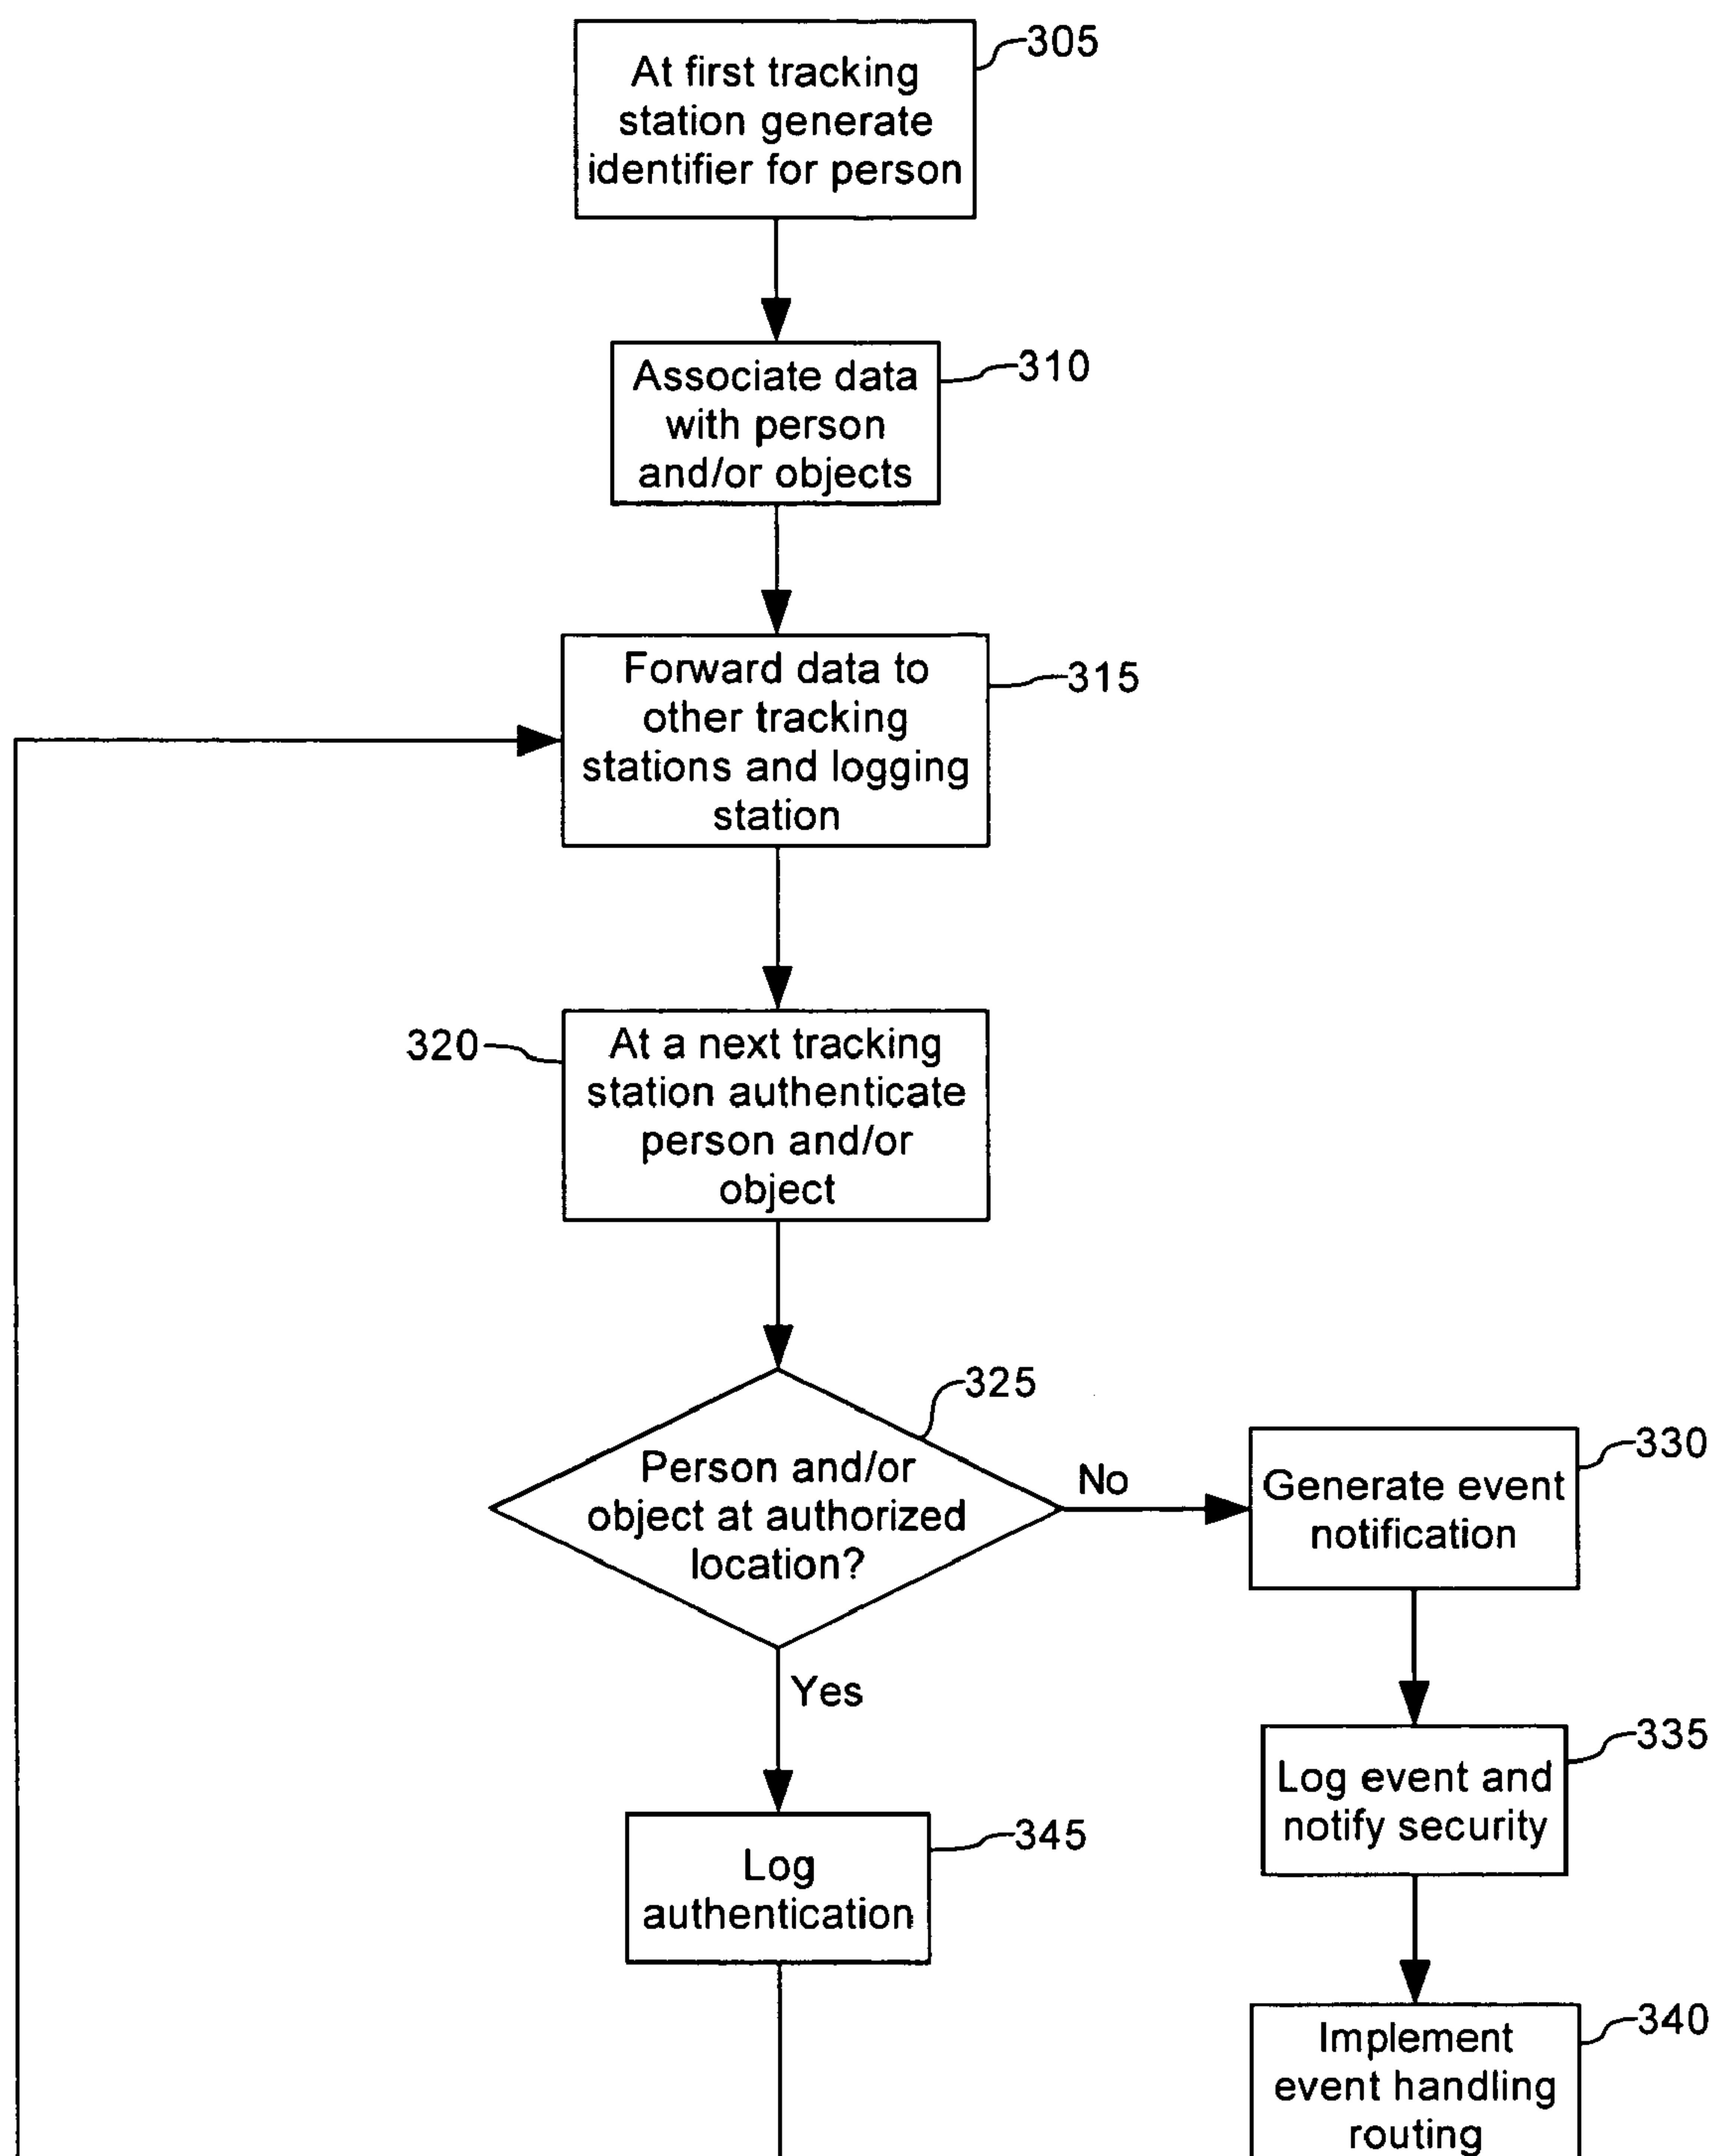 305
At first tracking
station generate
identifier for person
310
Associate data
with person
and/or objects
315
Forward data to
other tracking
stations and logging
station
320
At a next tracking
station authenticate
person and/or
object
325
Person and/or
object at authorized
location?
No
330
Generate event
notification
Yes
335
Log event and
notify security
345
Log
authentication
340
Implement
event handling
routing